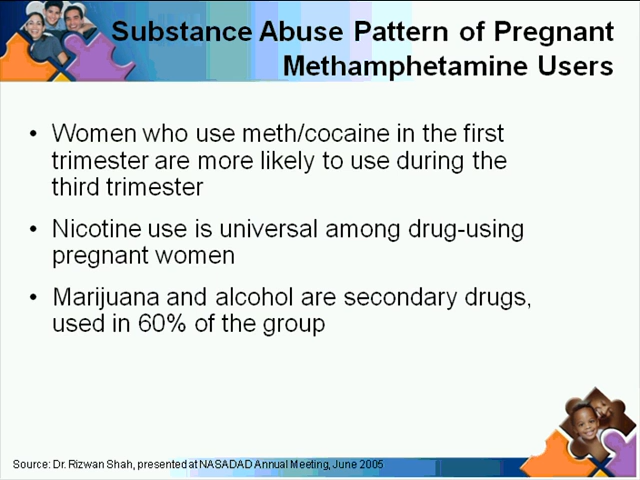 Substance Abuse Pattern of Pregnant
Methamphetamine Users
• Women who use meth/cocaine in the first
trimester are more likely to use during the
third trimester
• Nicotine use is universal among drug-using
pregnant women
• Marijuana and alcohol are secondary drugs,
used in 60% of the group
Source: Dr. Rizwan Shah, presented at NASADAD Annual Meeting, June 2005